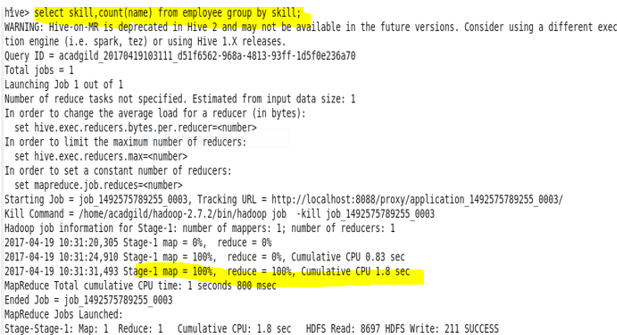 hive> select skill,count(name) from employee group by skill;
WARNING: Hive-on-MR is deprecated in Hive 2 and may not be available in the future versions. Consider using a different exec
tion engine (i.e. spark, tez) or using Hive 1.X releases.
Query ID = acadgild_20170419103111_d51f6562-968a-4813-93ff-1d5f0e236a70
Total jobs = 1
Launching Job 1 out of 1
Number of reduce tasks not specified. Estimated from input data size: 1
In order to change the average load for a reducer (in bytes):
set hive.exec.reducers.bytes.per.reducer=<number>
In order to limit the maximum number of reducers:
set hive.exec.reducers.max=<number>
In order to set a constant number of reducers:
set mapreduce.job.reduces=<number>
Starting Job = job_1492575789255_0003, Tracking URL = http://localhost:8088/proxy/application_1492575789255_0003/
Kill Command = /home/acadgild/hadoop-2.7.2/bin/hadoop job -kill job_1492575789255_0003
Hadoop job information for Stage-1: number of mappers: 1; number of reducers: 1
2017-04-19 10:31:20,305 Stage-1 map = 0%, reduce = 0%
2017-04-19 10:31:24,910 Stage-1 map = 100%, reduce = 0%, Cumulative CPU 0.83 sec
2017-04-19 10:31:31,493 Stage-1 map = 100%, reduce = 100%, Cumulative CPU 1.8 sec
MapReduce Total cumulative CPU time: 1 seconds 800 msec
Ended Job = job_1492575789255_0003
MapReduce Jobs Launched:
Stage-Stage-1: Map: 1 Reduce: 1 Cumulative CPU: 1.8 sec HDFS Read: 8697 HDFS Write: 211 SUCCESS